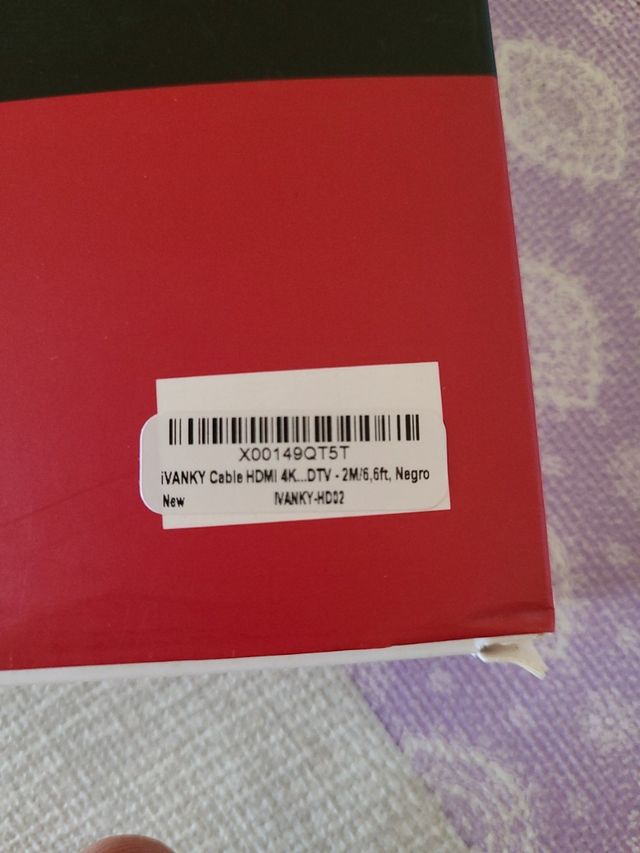 X00149QT5T
iVANKY Cable HDMI 4K...DTV - 2M/6,6ft, Negro
New IVANKY-HD02